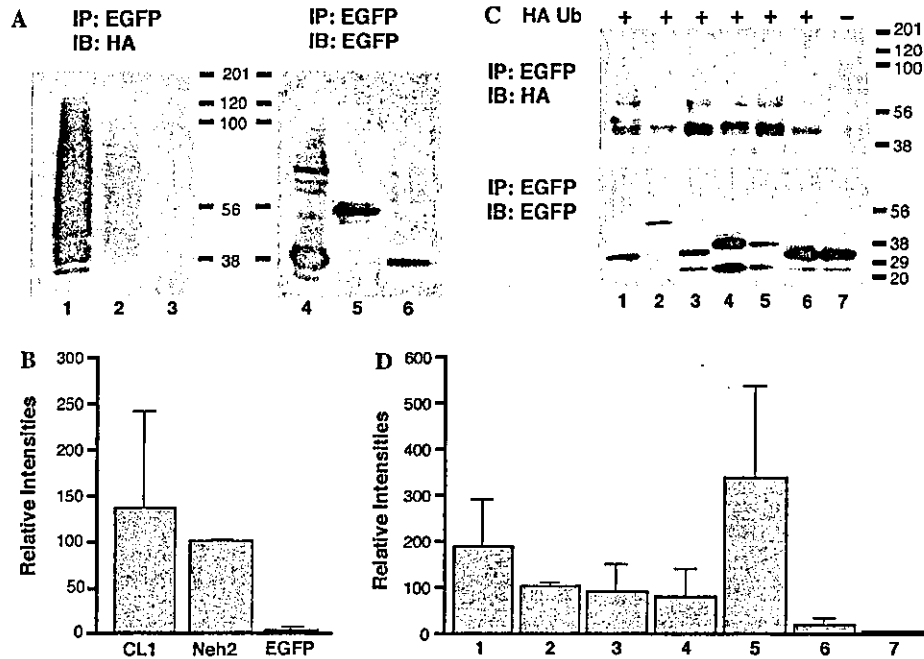 A
IP: EGFP
IB: HA
IP: EGFP
IB: EGFP
201
120
100
56
38
1 2 3 4 5 6
C
HA Ub + + + + + + –
IP: EGFP
IB: HA
201
120
100
56
38
IP: EGFP
IB: EGFP
56
38
29
20
1 2 3 4 5 6 7
B
Relative Intensities
300
250
200
150
100
50
0
CL1 Neh2 EGFP
D
Relative Intensities
600
500
400
300
200
100
0
1 2 3 4 5 6 7